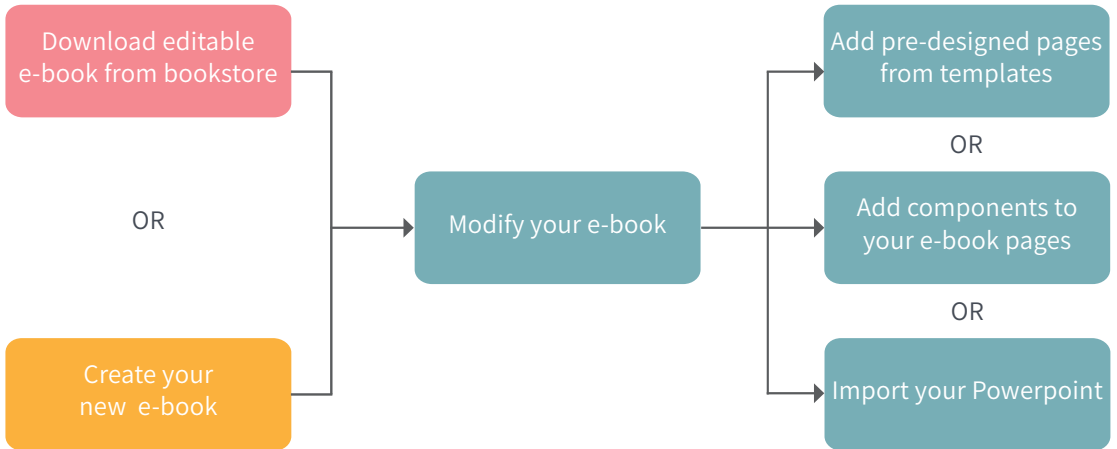 Download editable
e-book from bookstore
OR
Create your
new e-book
Modify your e-book
Add pre-designed pages
from templates
OR
Add components to
your e-book pages
OR
Import your Powerpoint